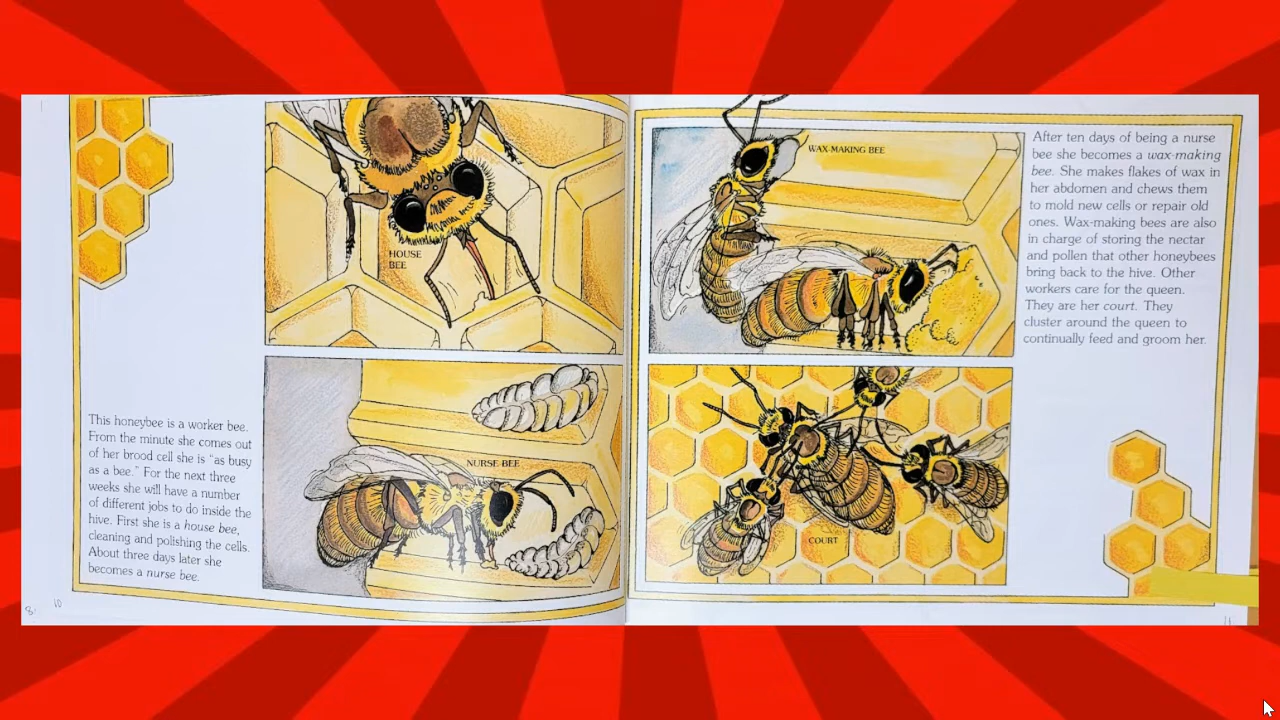 HOUSE
BEE
This honeybee is a worker bee.
From the minute she comes out
of her brood cell she is "as busy
as a bee." For the next three
weeks she will have a number
of different jobs to do inside the
hive. First she is a house bee,
cleaning and polishing the cells.
About three days later she
becomes a nurse bee.
NURSE BEE
8.
10
WAX-MAKING BEE
After ten days of being a nurse
bee she becomes a wax-making
bee. She makes flakes of wax in
her abdomen and chews them
to mold new cells or repair old
ones. Wax-making bees are also
in charge of storing the nectar
and pollen that other honeybees
bring back to the hive. Other
workers care for the queen.
They are her court. They
cluster around the queen to
continually feed and groom her.
COURT